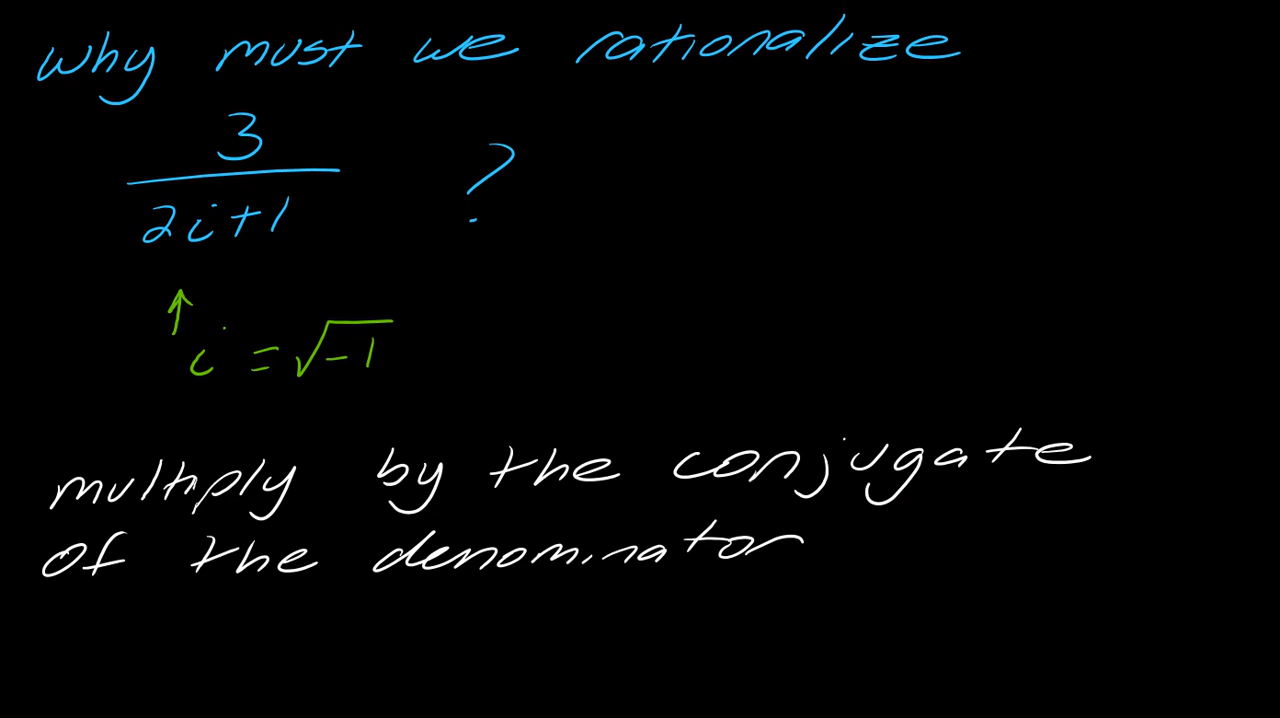 why must we rationalize
3
2i+1 ?
↑ i = √-1
multiply by the conjugate
of the denominator